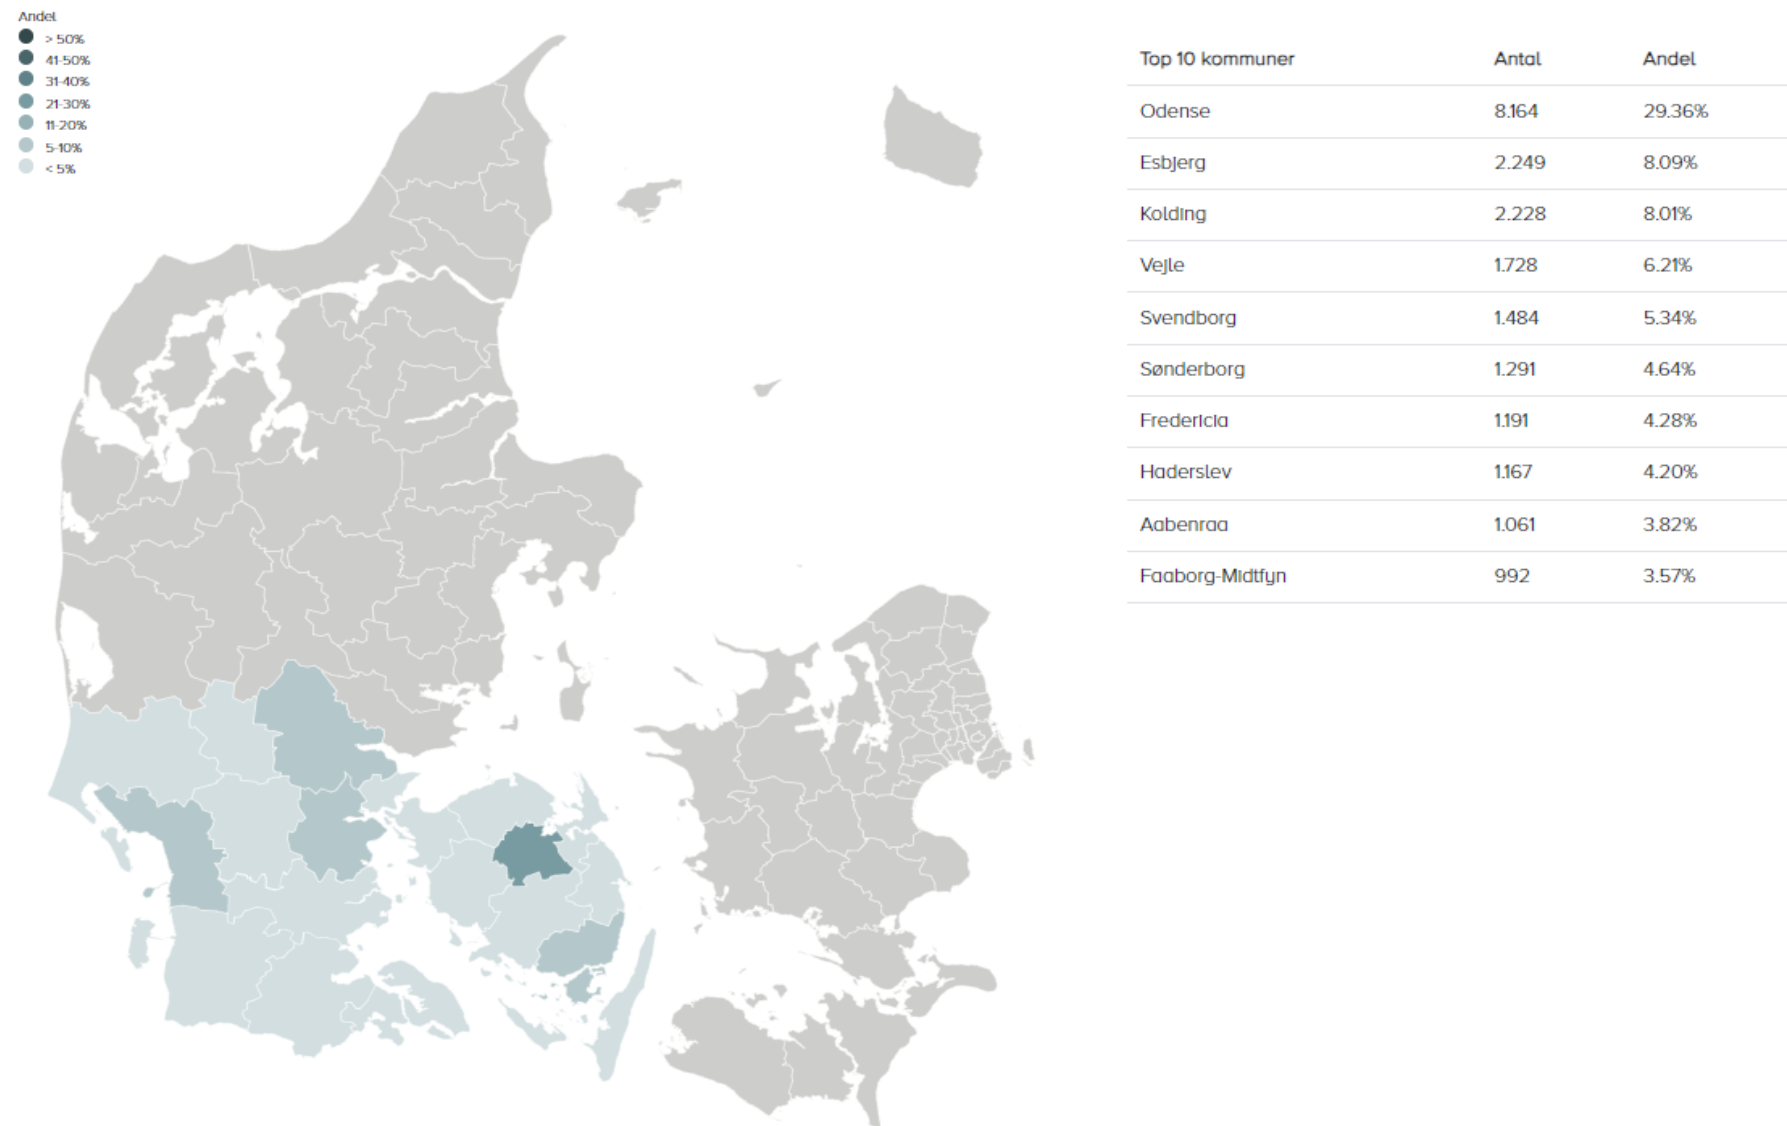 Andel
> 50%
41-50%
31-40%
21-30%
11-20%
5-10%
< 5%
Top 10 kommuner Antal Andel
Odense 8.164 29.36%
Esbjerg 2.249 8.09%
Kolding 2.228 8.01%
Vejle 1.728 6.21%
Svendborg 1.484 5.34%
Sønderborg 1.291 4.64%
Fredericia 1.191 4.28%
Haderslev 1.167 4.20%
Aabenraa 1.061 3.82%
Faaborg-Midtfyn 992 3.57%